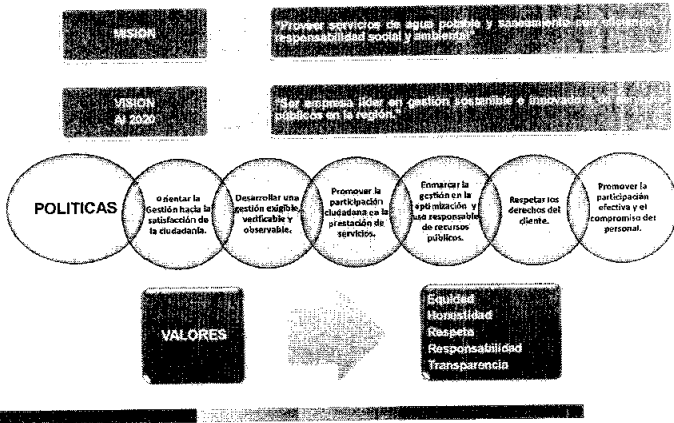 MISION
"Proveer servicios de agua potable y saneamiento con eficiencia,
responsabilidad social y ambiental"
VISION
Al 2020
"Ser empresa líder en gestión sostenible e innovadora de servicios
públicos en la región."
POLITICAS
Orientar la
Gestión hacia la
satisfacción de
la ciudadanía.
Desarrollar una
gestión exigible,
verificable y
observable.
Promover la
participación
ciudadana en la
prestación de
servicios.
Enmarcar la
gestión en la
optimización y
uso responsable
de recursos
públicos.
Respetar los
derechos del
cliente.
Promover la
participación
efectiva y el
compromiso del
personal.
VALORES
Equidad
Honestidad
Respeto
Responsabilidad
Transparencia